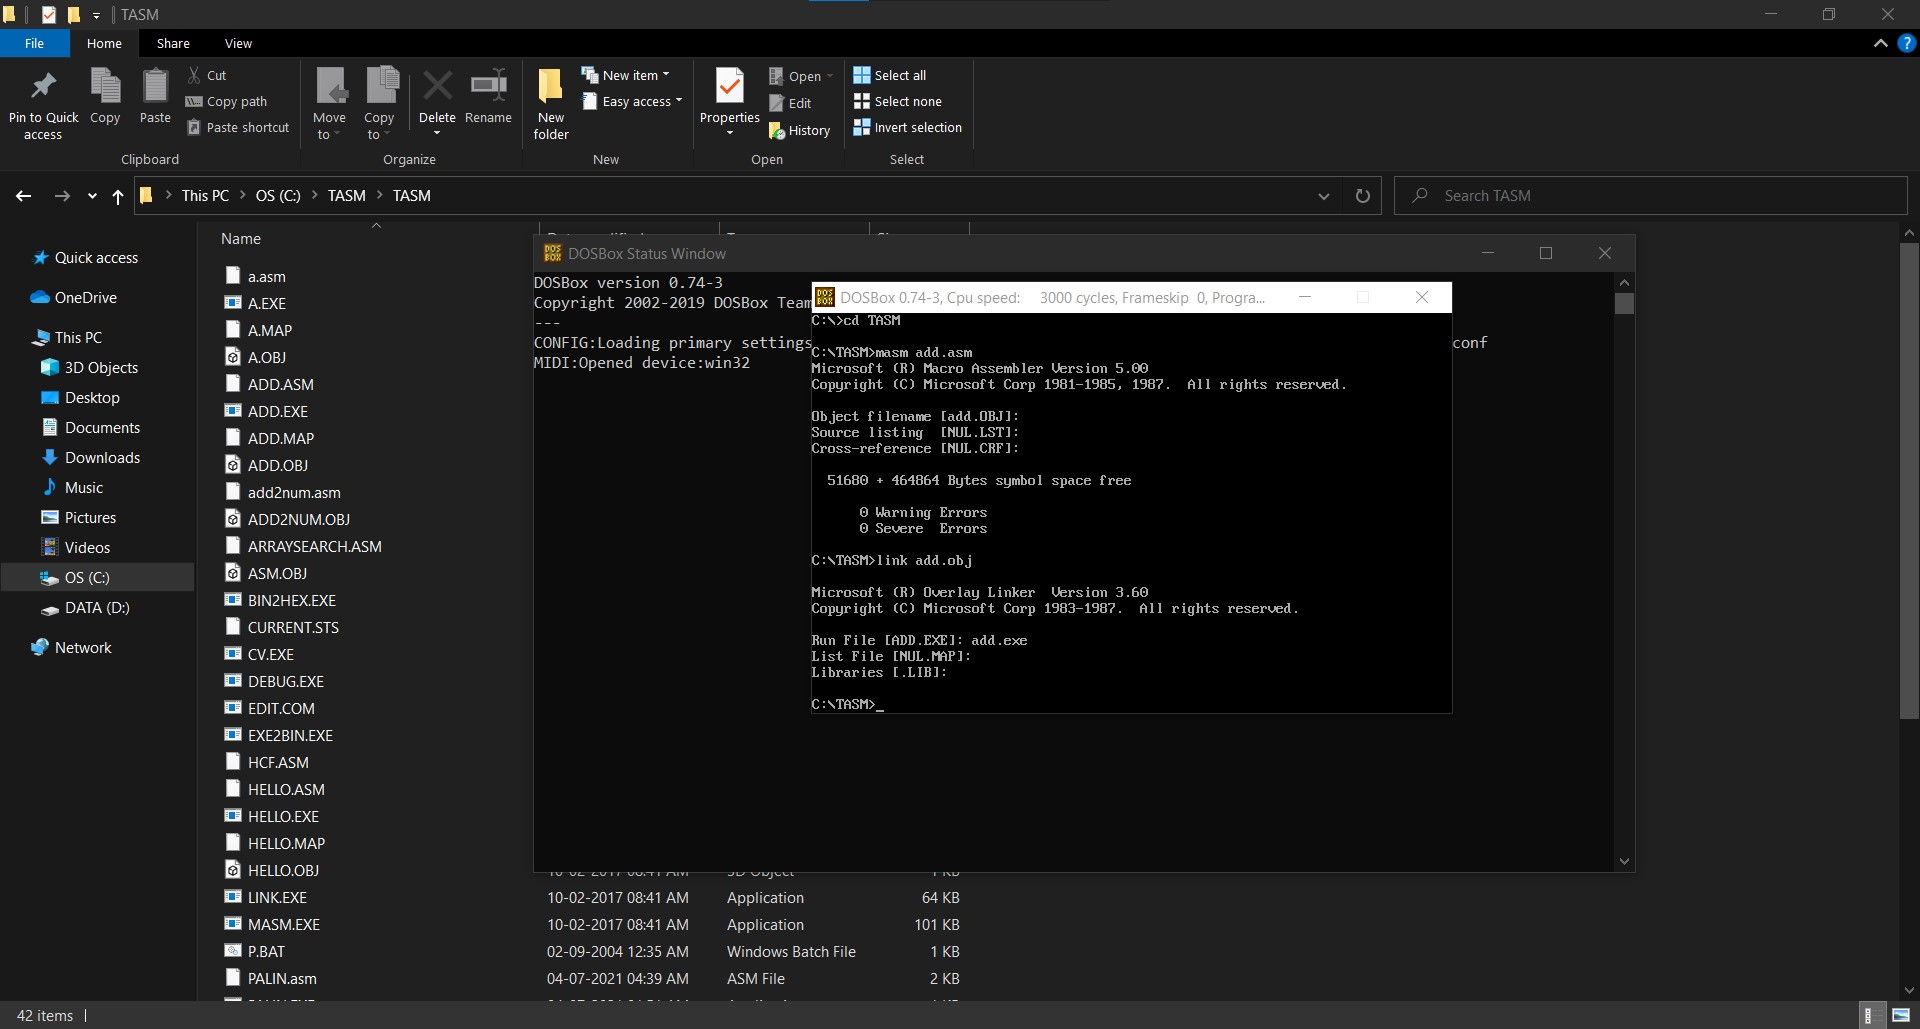 TASM
File Home Share View
Pin to Quick access
Copy
Paste
Cut
Copy path
Paste shortcut
Clipboard
Move to
Copy to
Delete
Rename
Organize
New folder
New item
Easy access
New
Properties
Open
Edit
History
Open
Select all
Select none
Invert selection
Select
This PC > OS (C:) > TASM > TASM
Search TASM
Quick access
OneDrive
This PC
3D Objects
Desktop
Documents
Downloads
Music
Pictures
Videos
OS (C:)
DATA (D:)
Network
Name
a.asm
A.EXE
A.MAP
A.OBJ
ADD.ASM
ADD.EXE
ADD.MAP
ADD.OBJ
add2num.asm
ADD2NUM.OBJ
ARRAYSEARCH.ASM
ASM.OBJ
BIN2HEX.EXE
CURRENT.STS
CV.EXE
DEBUG.EXE
EDIT.COM
EXE2BIN.EXE
HCF.ASM
HELLO.ASM
HELLO.EXE
HELLO.MAP
HELLO.OBJ
LINK.EXE 10-02-2017 08:41 AM Application 64 KB
MASM.EXE 10-02-2017 08:41 AM Application 101 KB
P.BAT 02-09-2004 12:35 AM Windows Batch File 1 KB
PALIN.asm 04-07-2021 04:39 AM ASM File 2 KB
DOSBox Status Window
DOSBox version 0.74-3
Copyright 2002-2019 DOSBox Team
---
CONFIG:Loading primary settings
conf
MIDI:Opened device:win32
DOSBox 0.74-3, Cpu speed: 3000 cycles, Frameskip 0, Progra...
C:\>cd TASM
C:\TASM>masm add.asm
Microsoft (R) Macro Assembler Version 5.00
Copyright (C) Microsoft Corp 1981-1985, 1987. All rights reserved.
Object filename [add.OBJ]:
Source listing [NUL.LST]:
Cross-reference [NUL.CRF]:
51680 + 464864 Bytes symbol space free
0 Warning Errors
0 Severe Errors
C:\TASM>link add.obj
Microsoft (R) Overlay Linker Version 3.60
Copyright (C) Microsoft Corp 1983-1987. All rights reserved.
Run File [ADD.EXE]: add.exe
List File [NUL.MAP]:
Libraries [.LIB]:
C:\TASM>_
42 items